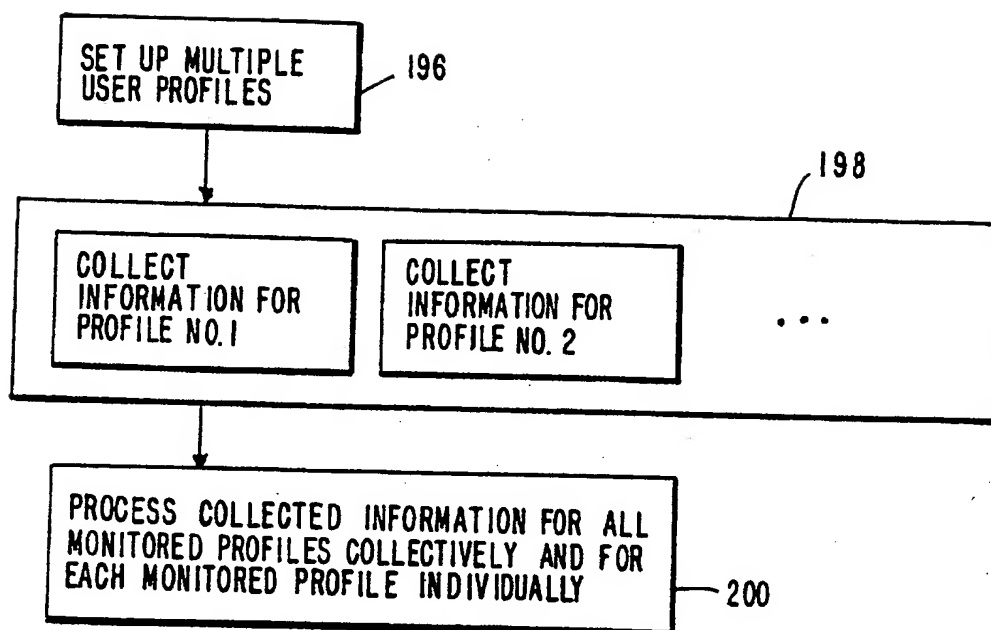 SET UP MULTIPLE
USER PROFILES
196
198
COLLECT
INFORMATION FOR
PROFILE NO. 1
COLLECT
INFORMATION FOR
PROFILE NO. 2
...
PROCESS COLLECTED INFORMATION FOR ALL
MONITORED PROFILES COLLECTIVELY AND FOR
EACH MONITORED PROFILE INDIVIDUALLY
200